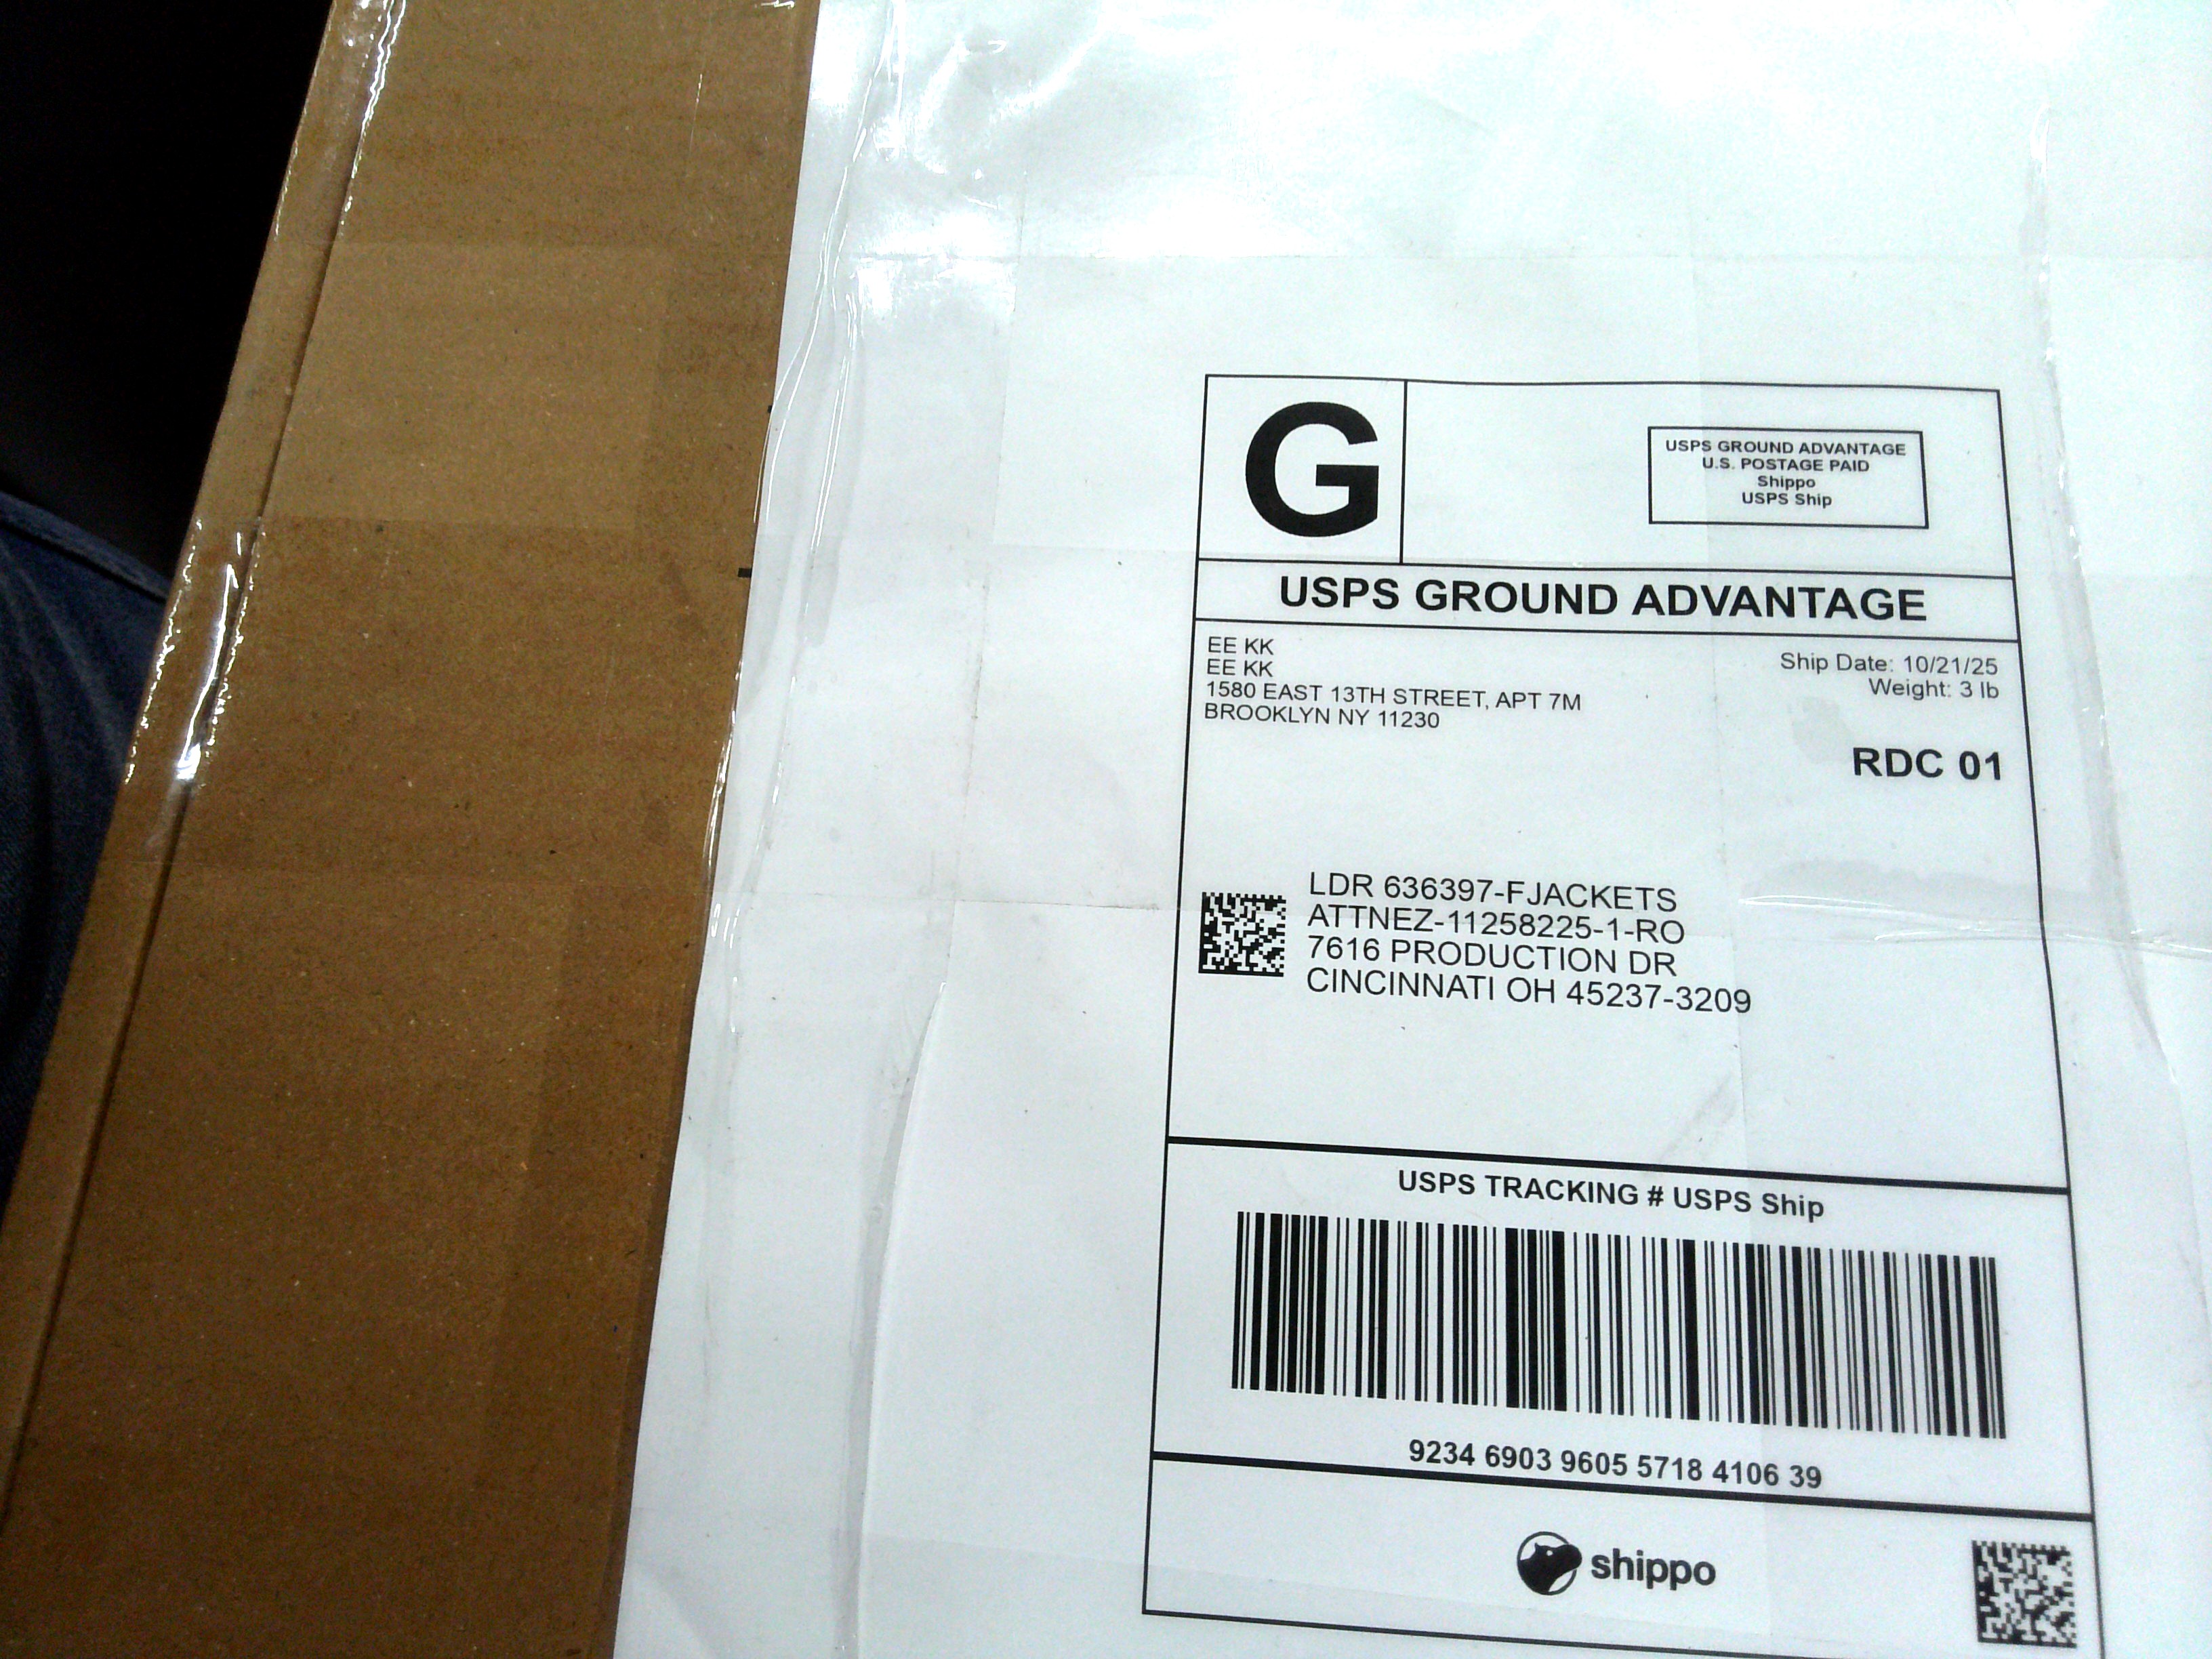 G
USPS GROUND ADVANTAGE
U.S. POSTAGE PAID
Shippo
USPS Ship
USPS GROUND ADVANTAGE
EE KK
EE KK
1580 EAST 13TH STREET, APT 7M
BROOKLYN NY 11230
Ship Date: 10/21/25
Weight: 3 lb
RDC 01
LDR 636397-FJACKETS
ATTNEZ-11258225-1-RO
7616 PRODUCTION DR
CINCINNATI OH 45237-3209
USPS TRACKING # USPS Ship
9234 6903 9605 5718 4106 39
shippo